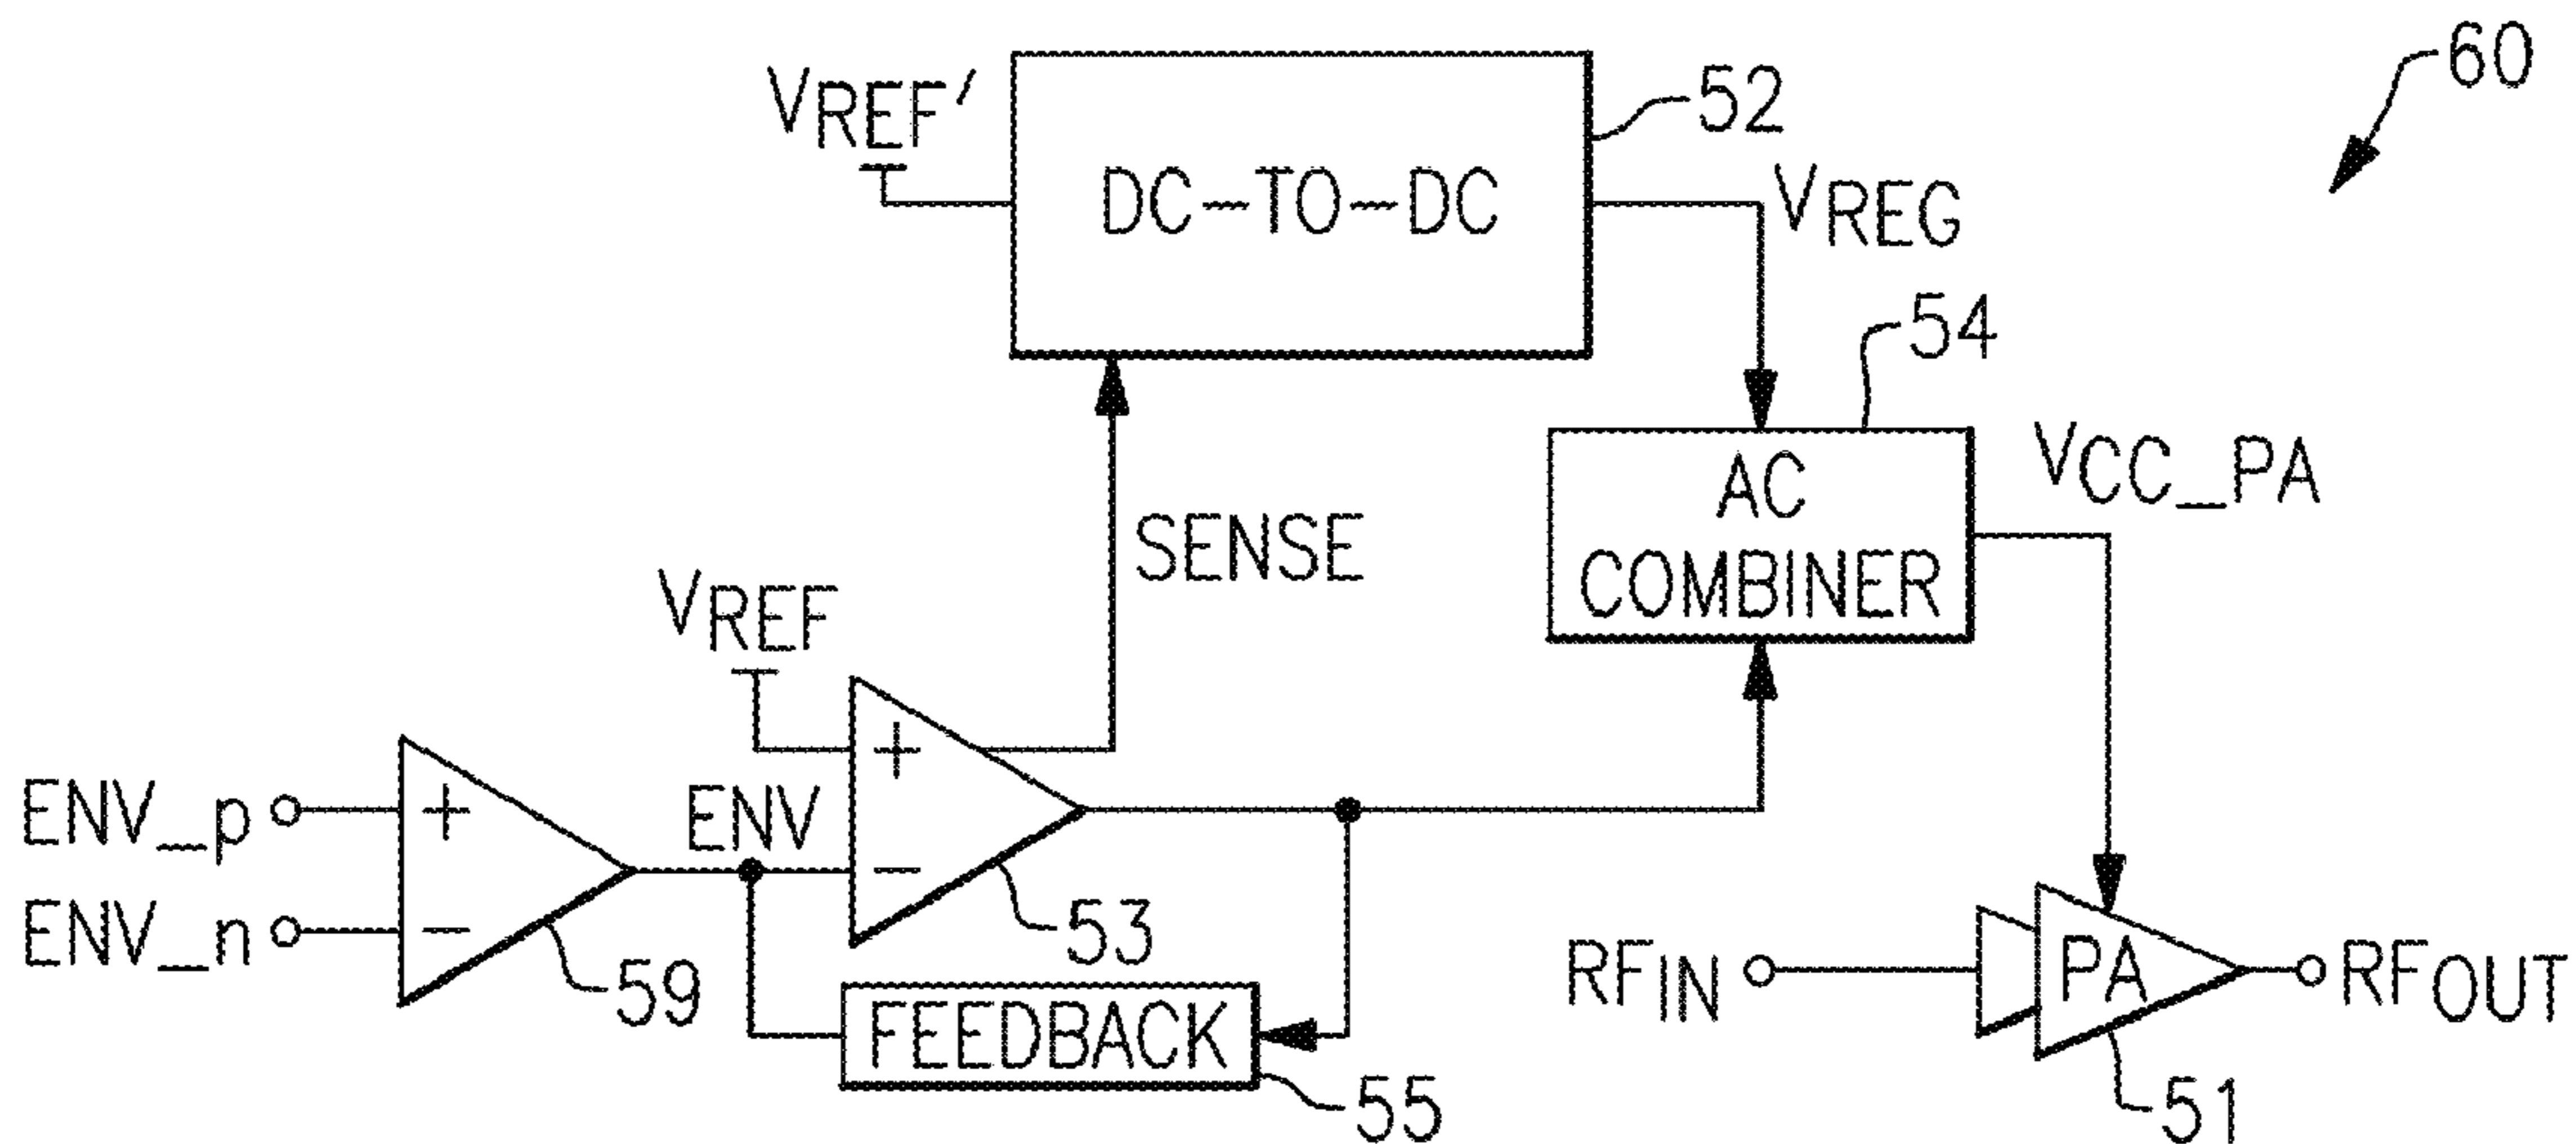 60
VREF'
52
DC-TO-DC
VREG
54
AC
COMBINER
VCC_PA
SENSE
VREF
ENV_p
+
+
ENV
ENV_n
−
−
59
53
FEEDBACK
55
RFIN
PA
RFOUT
51